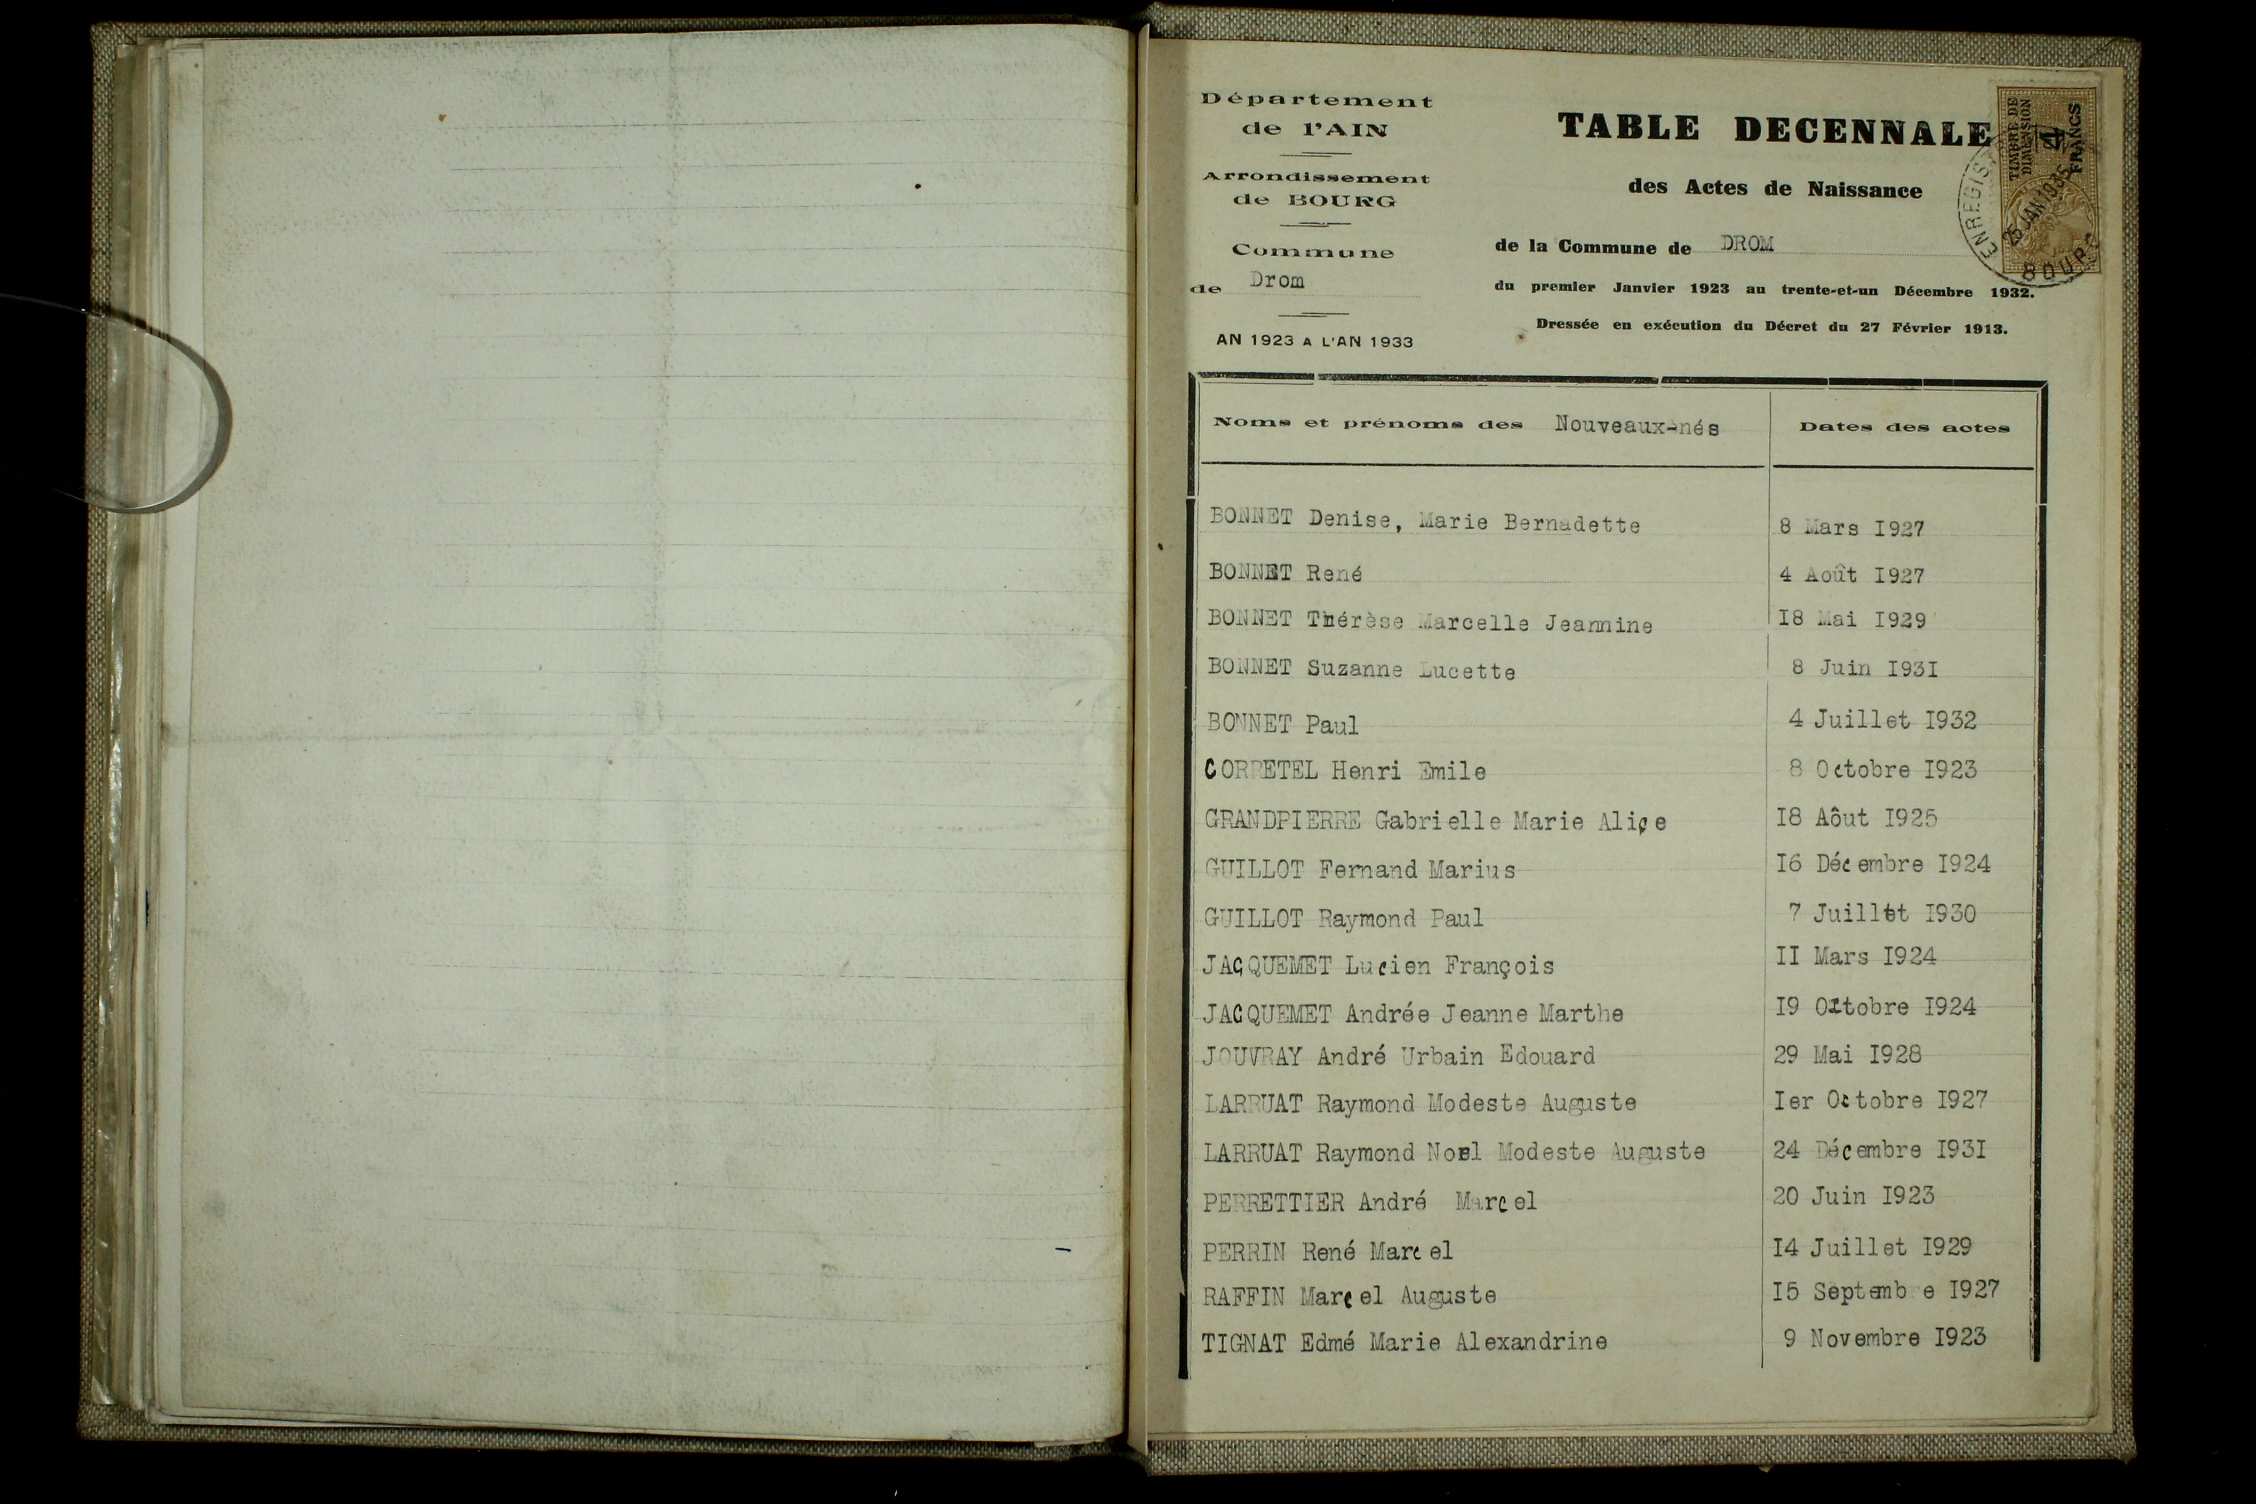 Département
de l'AIN
Arrondissement
de BOURG
Commune
de Drom
AN 1923 A L'AN 1933
TABLE DECENNALE
des Actes de Naissance
de la Commune de DROM
du premier Janvier 1923 au trente-et-un Décembre 1932.
Dressée en exécution du Décret du 27 Février 1913.
TIMBRE DE
DIMENSION
4
FRANCS
ENREGIS
25 JAN 1935
BOURG
Noms et prénoms des Nouveaux-nés Dates des actes
BONNET Denise, Marie Bernadette 8 Mars I927
BONNET René 4 Août I927
BONNET Thérèse Marcelle Jeannine I8 Mai I929
BONNET Suzanne Lucette 8 Juin I93I
BONNET Paul 4 Juillet I932
CORRETEL Henri Emile 8 Octobre I923
GRANDPIERRE Gabrielle Marie Aliçe I8 Aôut I925
GUILLOT Fernand Marius I6 Décembre I924
GUILLOT Raymond Paul 7 Juillet I930
JACQUEMET Lucien François II Mars I924
JACQUEMET Andrée Jeanne Marthe I9 Octobre I924
JOUVRAY André Urbain Edouard 29 Mai I928
LARRUAT Raymond Modeste Auguste Ier Octobre I927
LARRUAT Raymond Noel Modeste Auguste 24 Décembre I93I
PERRETTIER André Marcel 20 Juin I923
PERRIN René Marcel I4 Juillet I929
RAFFIN Marcel Auguste I5 Septembre I927
TIGNAT Edmé Marie Alexandrine 9 Novembre I923